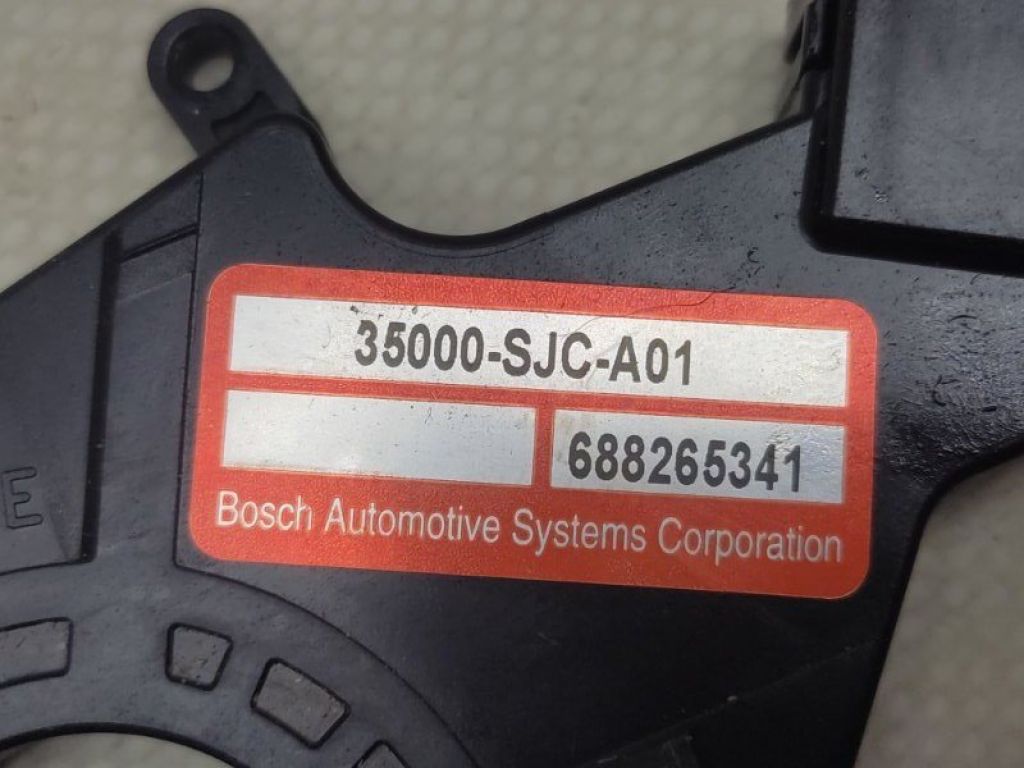 35000-SJC-A01
688265341
Bosch Automotive Systems Corporation
E